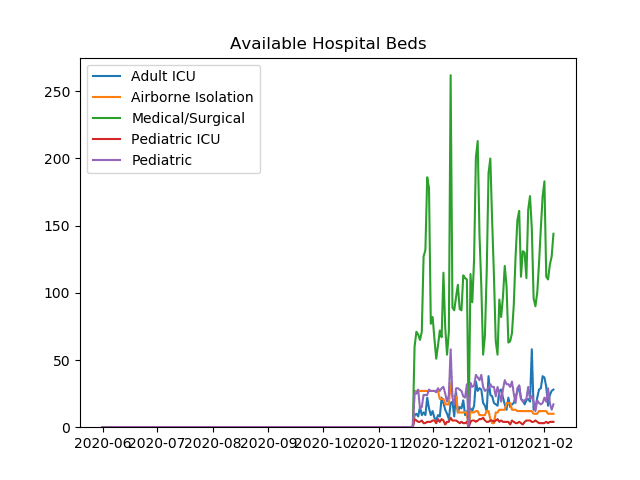 Available Hospital Beds
Adult ICU
Airborne Isolation
Medical/Surgical
Pediatric ICU
Pediatric
250
200
150
100
50
0
2020-06 2020-07 2020-08 2020-09 2020-10 2020-11 2020-12 2021-01 2021-02